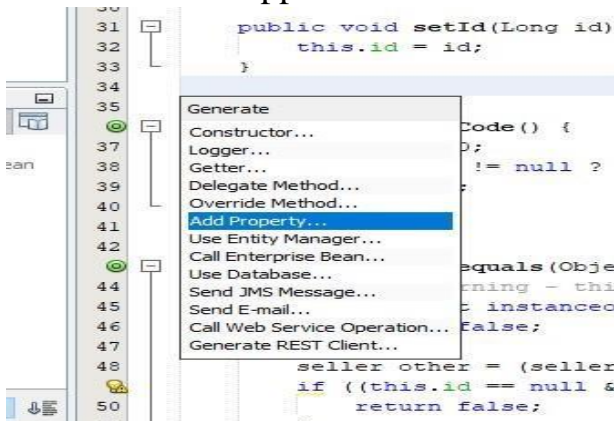 31 public void setId(Long id)
32 this.id = id;
33 }
34
35
Generate
Constructor...
Logger...
Getter...
Delegate Method...
Override Method...
Add Property...
Use Entity Manager...
Call Enterprise Bean...
Use Database...
Send JMS Message...
Send E-mail...
Call Web Service Operation...
Generate REST Client...
Code() {
37 ;
38 != null ?
39 ;
40
41
42
equals(Obje
44 rning - thi
45 instanceo
46 false;
47
48 seller other = (seller
if ((this.id == null &
50 return false;
ean